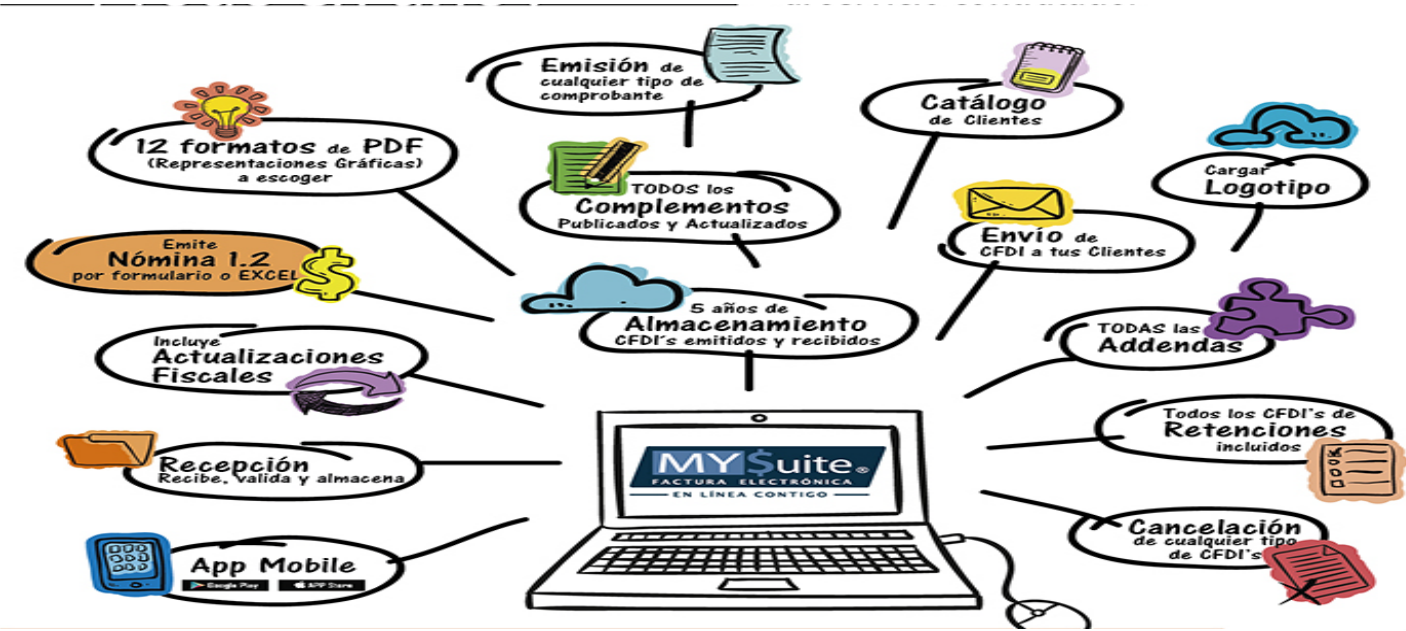 Emisión de
cualquier tipo de
comprobante
Catálogo
de Clientes
12 formatos de PDF
(Representaciones Gráficas)
a escoger
Cargar
Logotipo
TODOS los
Complementos
Publicados y Actualizados
Envío de
CFDI a tus Clientes
Emite
Nómina 1.2
por formulario o EXCEL
5 años de
Almacenamiento
CFDI's emitidos y recibidos
TODAS las
Addendas
Incluye
Actualizaciones
Fiscales
Todos los CFDI's de
Retenciones
incluidos
Recepción
Recibe, valida y almacena
MY$uite®
FACTURA ELECTRÓNICA
EN LÍNEA CONTIGO
Cancelación
de cualquier tipo
de CFDI's
App Mobile
Google Play
APP Store